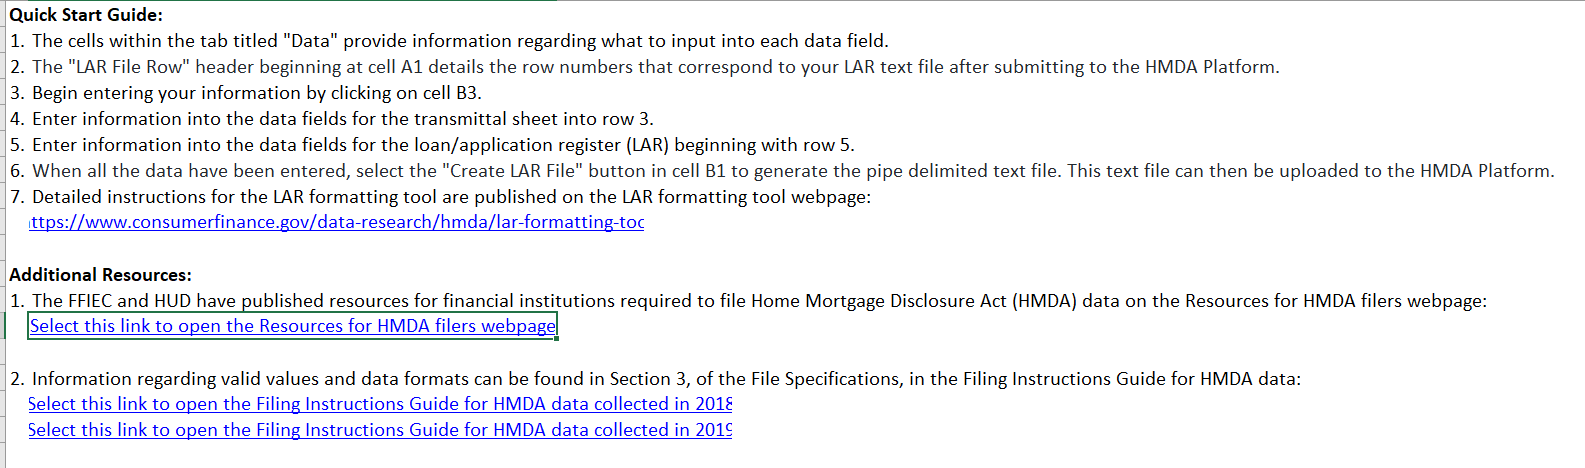 Quick Start Guide:
1. The cells within the tab titled "Data" provide information regarding what to input into each data field.
2. The "LAR File Row" header beginning at cell A1 details the row numbers that correspond to your LAR text file after submitting to the HMDA Platform.
3. Begin entering your information by clicking on cell B3.
4. Enter information into the data fields for the transmittal sheet into row 3.
5. Enter information into the data fields for the loan/application register (LAR) beginning with row 5.
6. When all the data have been entered, select the "Create LAR File" button in cell B1 to generate the pipe delimited text file. This text file can then be uploaded to the HMDA Platform.
7. Detailed instructions for the LAR formatting tool are published on the LAR formatting tool webpage:
ttps://www.consumerfinance.gov/data-research/hmda/lar-formatting-toc
Additional Resources:
1. The FFIEC and HUD have published resources for financial institutions required to file Home Mortgage Disclosure Act (HMDA) data on the Resources for HMDA filers webpage:
Select this link to open the Resources for HMDA filers webpage
2. Information regarding valid values and data formats can be found in Section 3, of the File Specifications, in the Filing Instructions Guide for HMDA data:
Select this link to open the Filing Instructions Guide for HMDA data collected in 2018
Select this link to open the Filing Instructions Guide for HMDA data collected in 2019